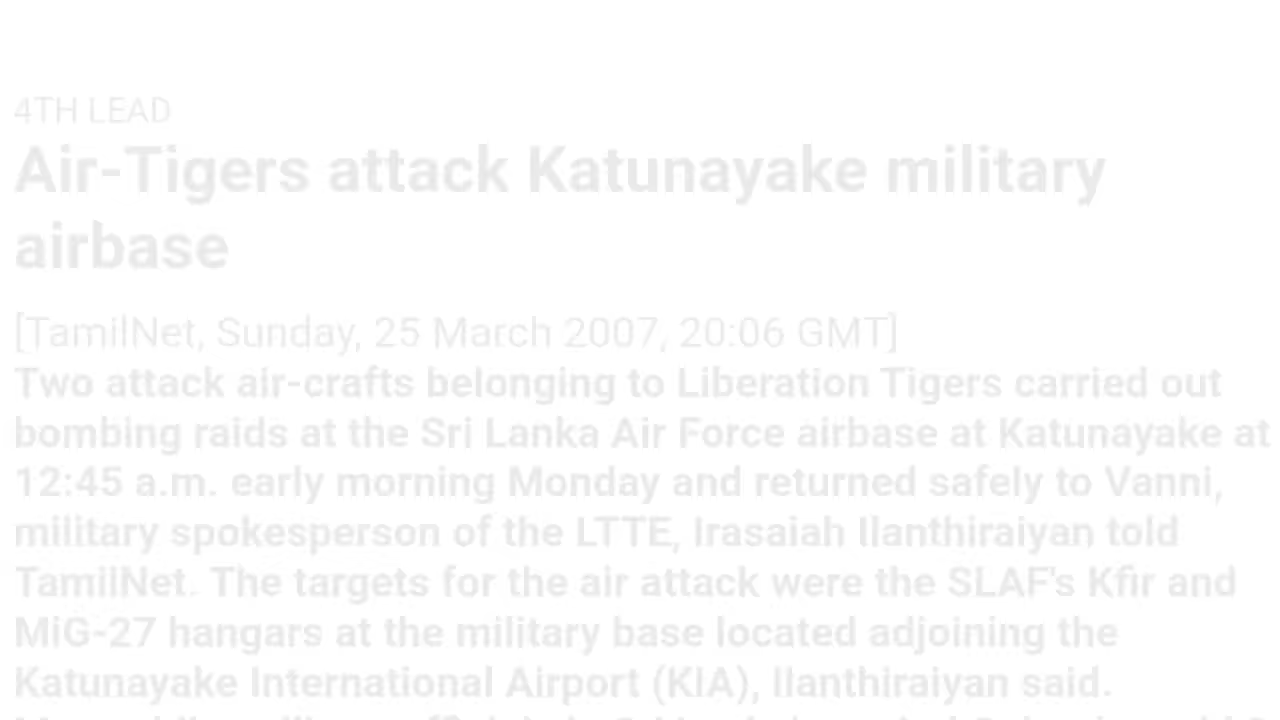 4TH LEAD
Air-Tigers attack Katunayake military
airbase
[TamilNet, Sunday, 25 March 2007, 20:06 GMT]
Two attack air-crafts belonging to Liberation Tigers carried out
bombing raids at the Sri Lanka Air Force airbase at Katunayake at
12:45 a.m. early morning Monday and returned safely to Vanni,
military spokesperson of the LTTE, Irasaiah Ilanthiraiyan told
TamilNet. The targets for the air attack were the SLAF's Kfir and
MiG-27 hangars at the military base located adjoining the
Katunayake International Airport (KIA), Ilanthiraiyan said.